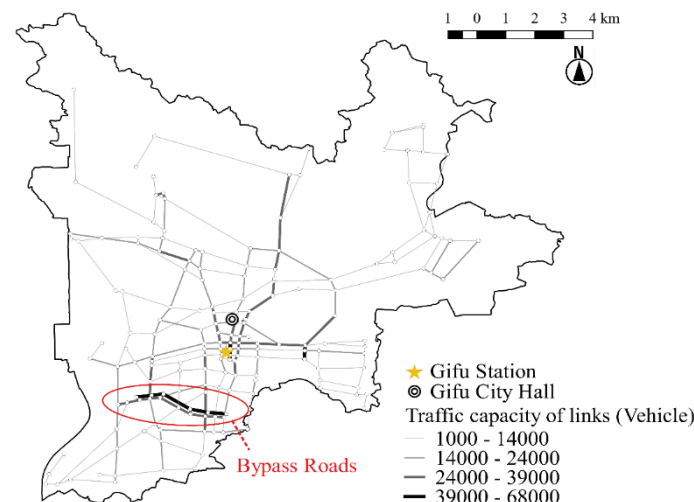 1 0 1 2 3 4 km
N
Gifu Station
Gifu City Hall
Traffic capacity of links (Vehicle)
1000 - 14000
14000 - 24000
24000 - 39000
39000 - 68000
Bypass Roads